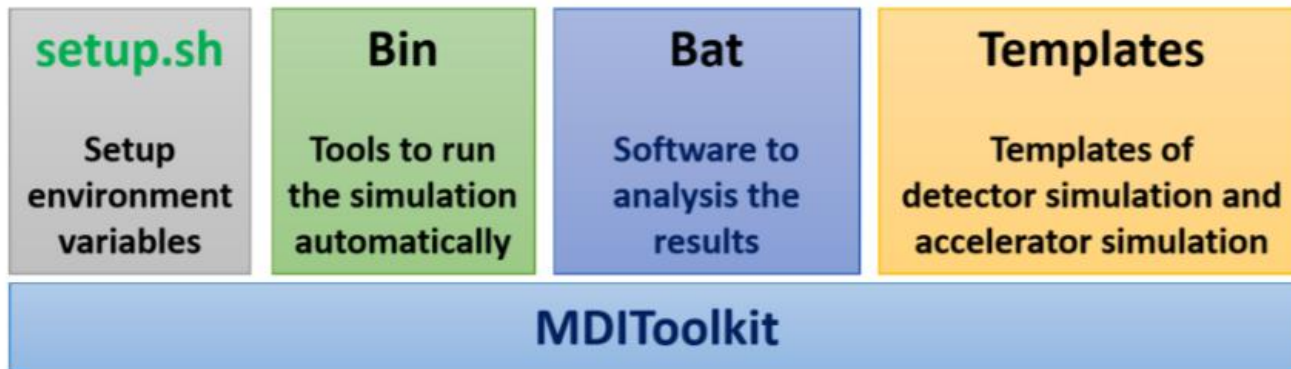 setup.sh
Setup
environment
variables
Bin
Tools to run
the simulation
automatically
Bat
Software to
analysis the
results
Templates
Templates of
detector simulation and
accelerator simulation
MDIToolkit